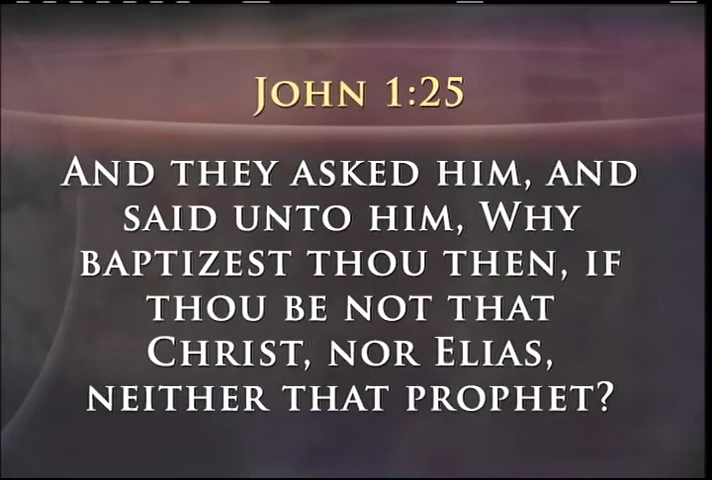 John 1:25
And they asked him, and
said unto him, Why
baptizest thou then, if
thou be not that
Christ, nor Elias,
neither that prophet?